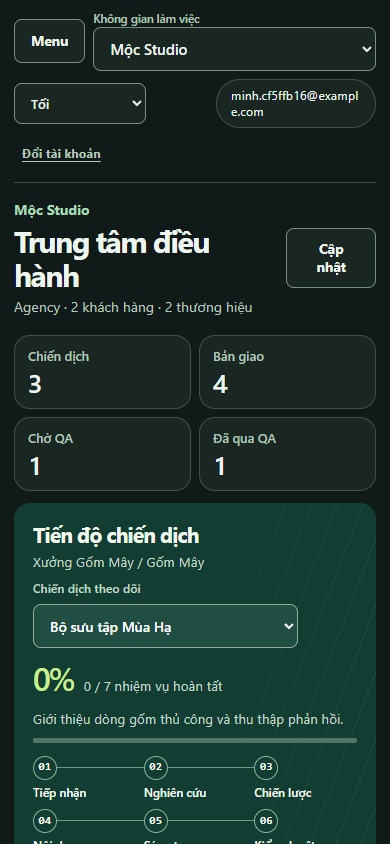 Menu
Không gian làm việc
Mộc Studio
Tối
minh.cf5ffb16@exampl
e.com
Đổi tài khoản
Mộc Studio
Trung tâm điều
hành
Cập
nhật
Agency · 2 khách hàng · 2 thương hiệu
Chiến dịch
3
Bàn giao
4
Chờ QA
1
Đã qua QA
1
Tiến độ chiến dịch
Xưởng Gốm Mây / Gốm Mây
Chiến dịch theo dõi
Bộ sưu tập Mùa Hạ
0% 0 / 7 nhiệm vụ hoàn tất
Giới thiệu dòng gốm thủ công và thu thập phản hồi.
01 02 03
Tiếp nhận Nghiên cứu Chiến lược
04 05 06